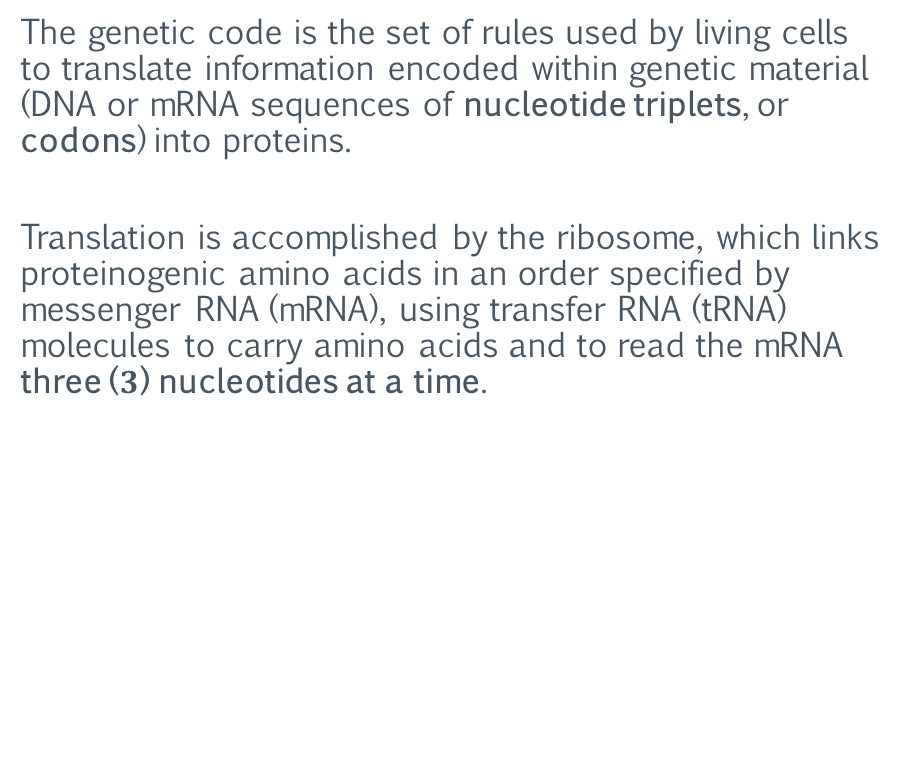 The genetic code is the set of rules used by living cells
to translate information encoded within genetic material
(DNA or mRNA sequences of nucleotide triplets, or
codons) into proteins.
Translation is accomplished by the ribosome, which links
proteinogenic amino acids in an order specified by
messenger RNA (mRNA), using transfer RNA (tRNA)
molecules to carry amino acids and to read the mRNA
three (3) nucleotides at a time.